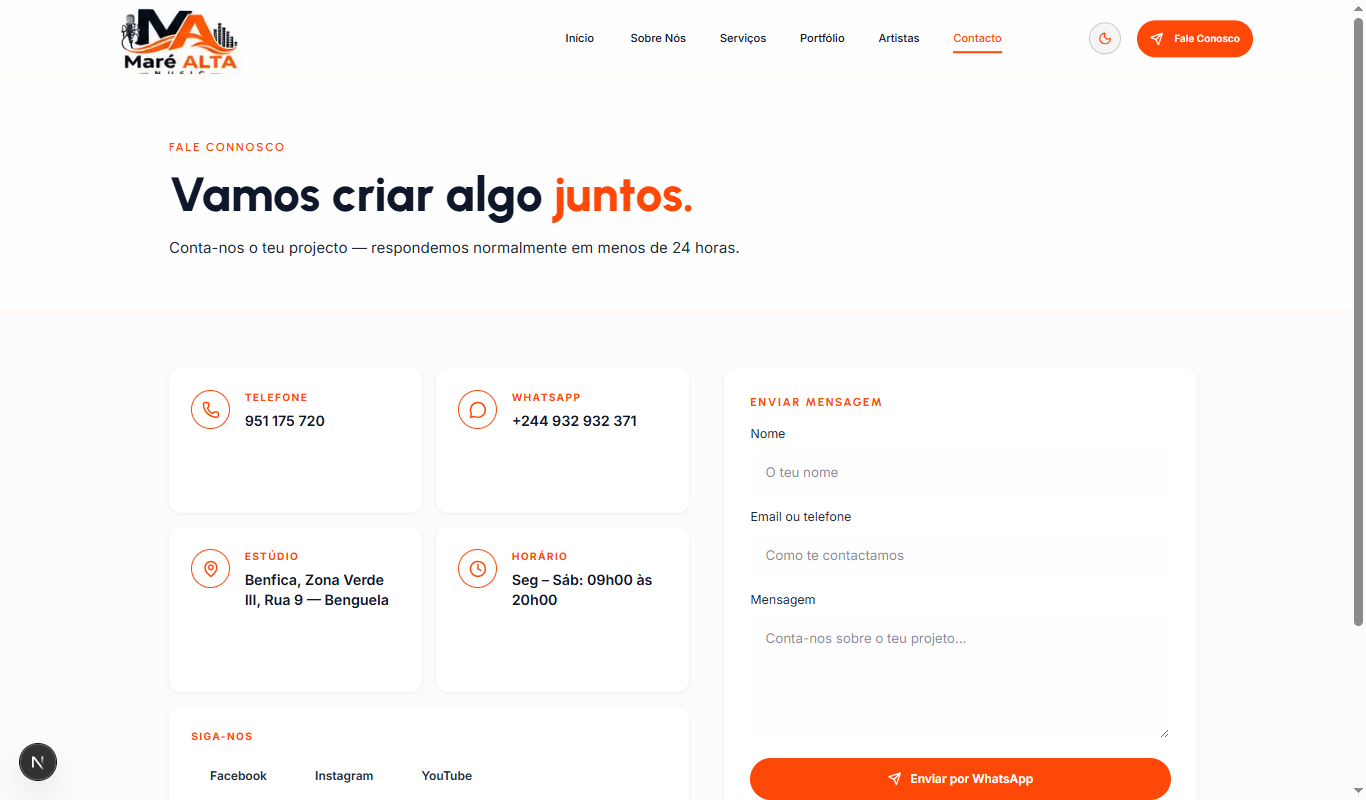 MA
Maré ALTA
MUSIC
Início
Sobre Nós
Serviços
Portfólio
Artistas
Contacto
Fale Conosco
FALE CONNOSCO
Vamos criar algo juntos.
Conta-nos o teu projecto — respondemos normalmente em menos de 24 horas.
TELEFONE
951 175 720
WHATSAPP
+244 932 932 371
ESTÚDIO
Benfica, Zona Verde
III, Rua 9 — Benguela
HORÁRIO
Seg – Sáb: 09h00 às
20h00
SIGA-NOS
Facebook
Instagram
YouTube
ENVIAR MENSAGEM
Nome
O teu nome
Email ou telefone
Como te contactamos
Mensagem
Conta-nos sobre o teu projeto...
Enviar por WhatsApp
N